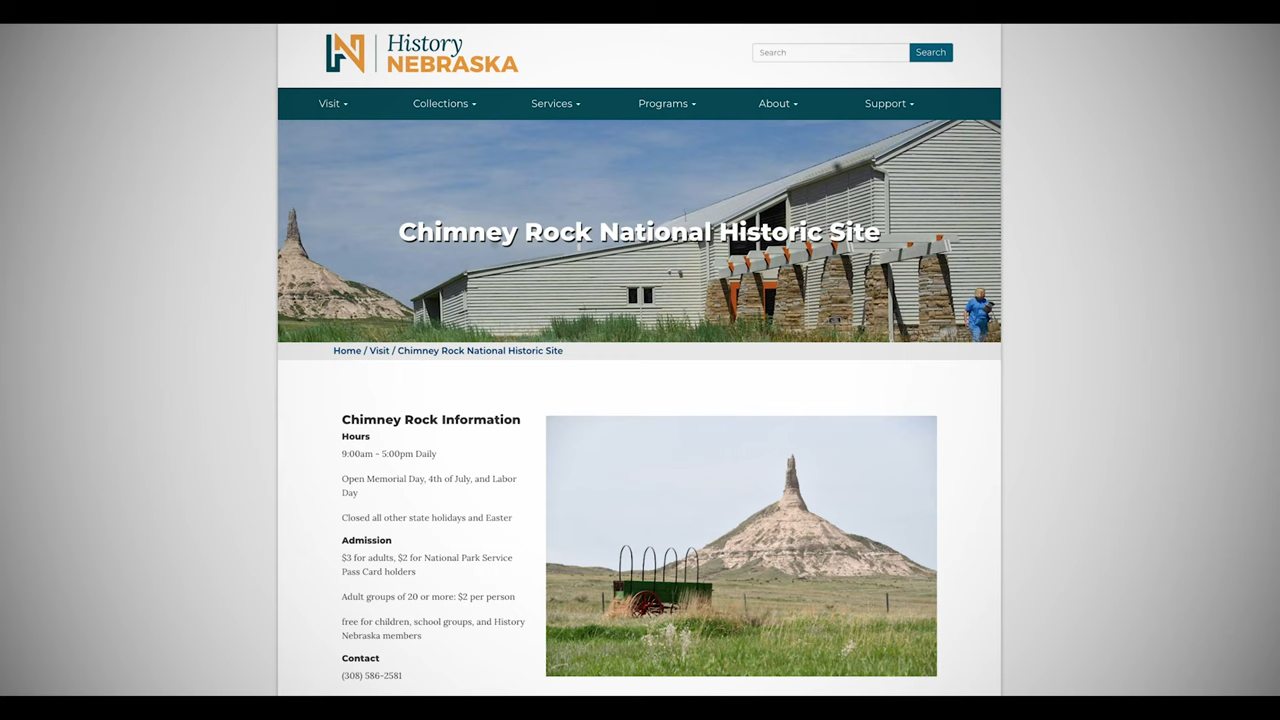 History
NEBRASKA
Search
Search
Visit
Collections
Services
Programs
About
Support
Chimney Rock National Historic Site
Home / Visit / Chimney Rock National Historic Site
Chimney Rock Information
Hours
9:00am - 5:00pm Daily
Open Memorial Day, 4th of July, and Labor
Day
Closed all other state holidays and Easter
Admission
$3 for adults, $2 for National Park Service
Pass Card holders
Adult groups of 20 or more: $2 per person
free for children, school groups, and History
Nebraska members
Contact
(308) 586-2581